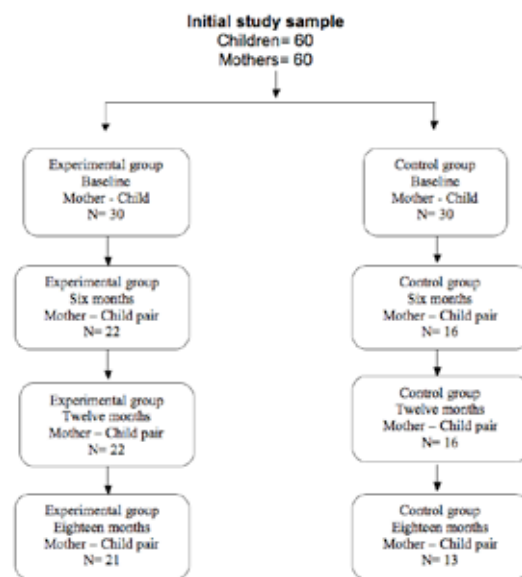 Initial study sample
Children= 60
Mothers= 60
Experimental group
Baseline
Mother - Child
N= 30
Control group
Baseline
Mother - Child
N= 30
Experimental group
Six months
Mother – Child pair
N= 22
Control group
Six months
Mother – Child pair
N= 16
Experimental group
Twelve months
Mother – Child pair
N= 22
Control group
Twelve months
Mother – Child pair
N= 16
Experimental group
Eighteen months
Mother – Child pair
N= 21
Control group
Eighteen months
Mother – Child pair
N= 13